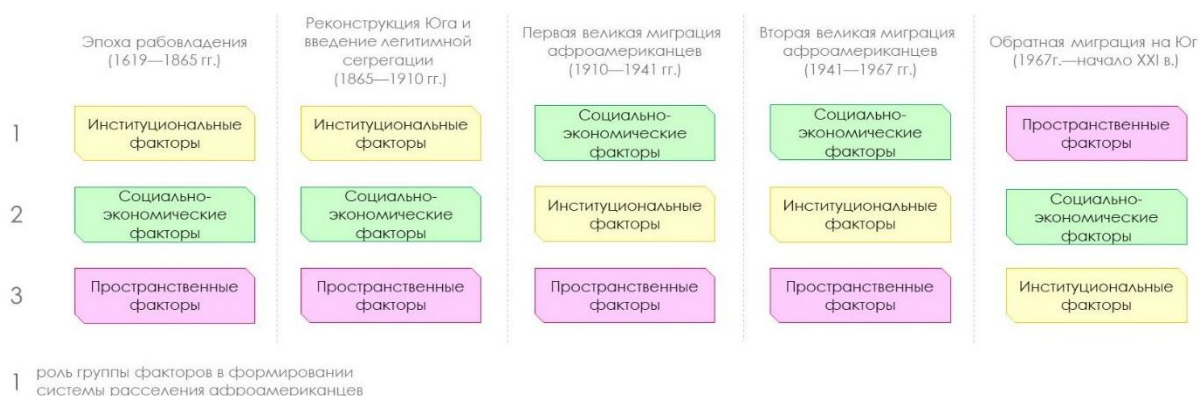 Эпоха рабовладения
(1619—1865 гг.)
Реконструкция Юга и
введение легитимной
сегрегации
(1865—1910 гг.)
Первая великая миграция
афроамериканцев
(1910—1941 гг.)
Вторая великая миграция
афроамериканцев
(1941—1967 гг.)
Обратная миграция на Юг
(1967г.—начало XXI в.)
1
Институциональные
факторы
Институциональные
факторы
Социально-
экономические
факторы
Социально-
экономические
факторы
Пространственные
факторы
2
Социально-
экономические
факторы
Социально-
экономические
факторы
Институциональные
факторы
Институциональные
факторы
Социально-
экономические
факторы
3
Пространственные
факторы
Пространственные
факторы
Пространственные
факторы
Пространственные
факторы
Институциональные
факторы
1 роль группы факторов в формировании
системы расселения афроамериканцев